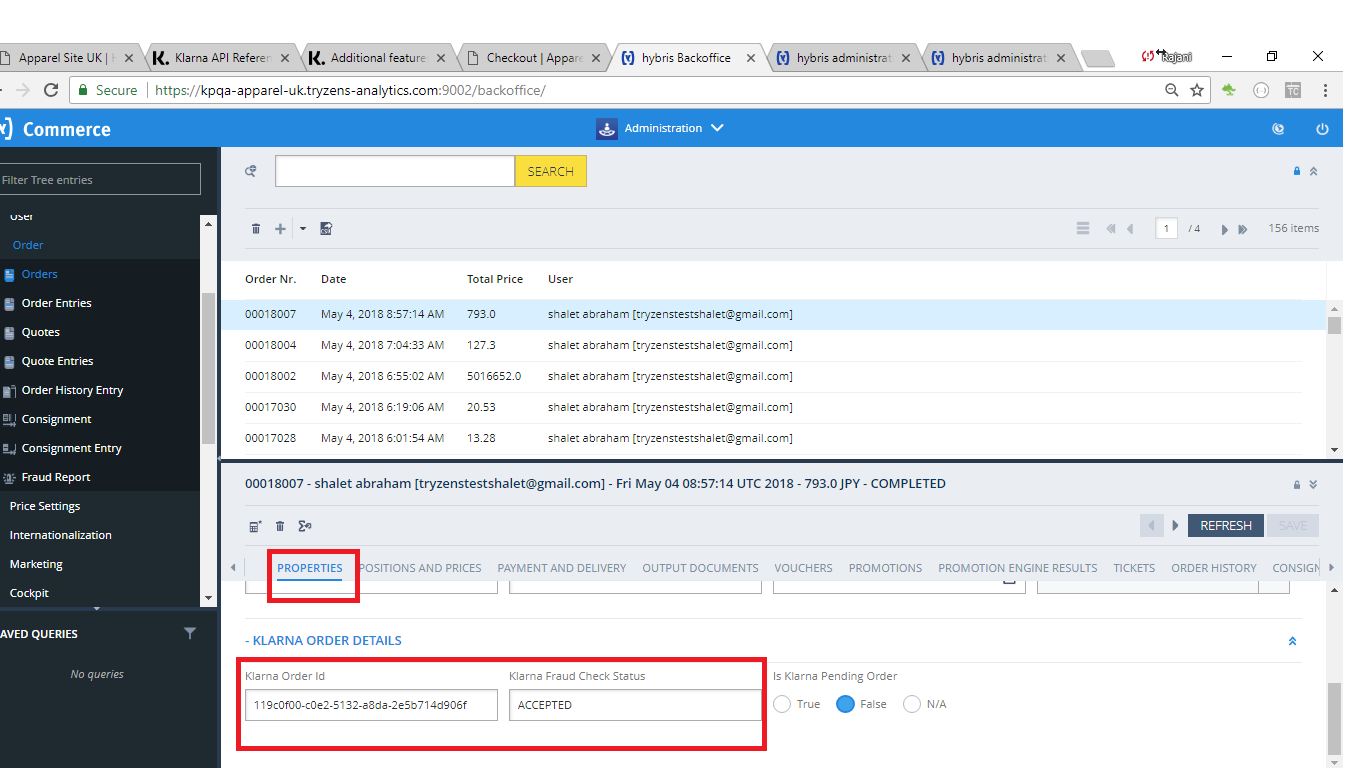 Apparel Site UK | H
K. Klarna API Referen
K. Additional feature
Checkout | Appare
hybris Backoffice
hybris administrat
hybris administrat
Rajani
Secure https://kpqa-apparel-uk.tryzens-analytics.com:9002/backoffice/
TC
Commerce
Administration
Filter Tree entries
User
Order
Orders
Order Entries
Quotes
Quote Entries
Order History Entry
Consignment
Consignment Entry
Fraud Report
Price Settings
Internationalization
Marketing
Cockpit
AVED QUERIES
No queries
SEARCH
CSV
1 / 4 156 items
Order Nr. Date Total Price User
00018007 May 4, 2018 8:57:14 AM 793.0 shalet abraham [tryzenstestshalet@gmail.com]
00018004 May 4, 2018 7:04:33 AM 127.3 shalet abraham [tryzenstestshalet@gmail.com]
00018002 May 4, 2018 6:55:02 AM 5016652.0 shalet abraham [tryzenstestshalet@gmail.com]
00017030 May 4, 2018 6:19:06 AM 20.53 shalet abraham [tryzenstestshalet@gmail.com]
00017028 May 4, 2018 6:01:54 AM 13.28 shalet abraham [tryzenstestshalet@gmail.com]
00018007 - shalet abraham [tryzenstestshalet@gmail.com] - Fri May 04 08:57:14 UTC 2018 - 793.0 JPY - COMPLETED
REFRESH SAVE
PROPERTIES POSITIONS AND PRICES PAYMENT AND DELIVERY OUTPUT DOCUMENTS VOUCHERS PROMOTIONS PROMOTION ENGINE RESULTS TICKETS ORDER HISTORY CONSIGN
- KLARNA ORDER DETAILS
Klarna Order Id Klarna Fraud Check Status Is Klarna Pending Order
119c0f00-c0e2-5132-a8da-2e5b714d906f ACCEPTED True False N/A